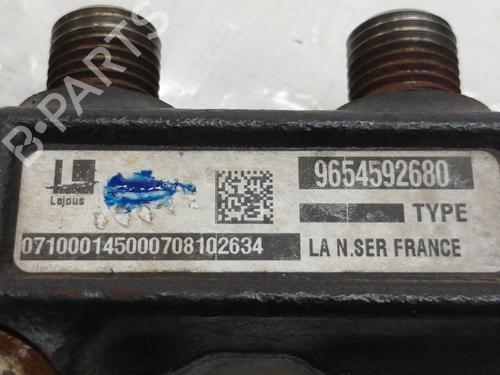 B-PARTS
9654592680
Lajous
TYPE
071000145000708102634
LA N.SER FRANCE